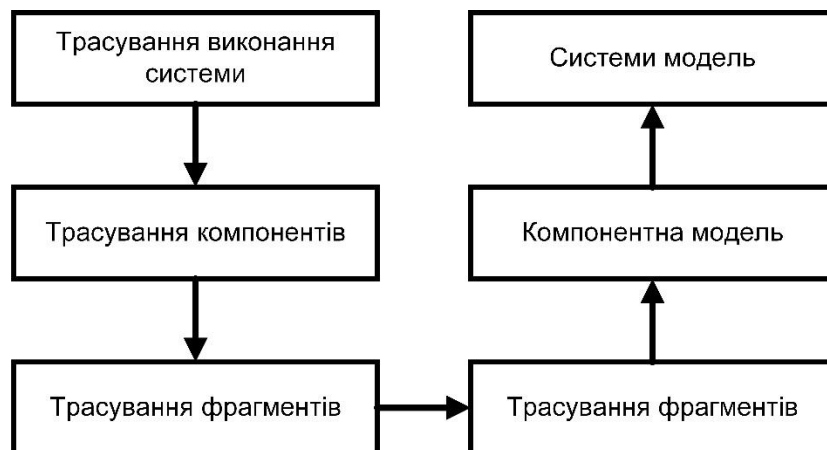 Трасування виконання
системи
Трасування компонентів
Трасування фрагментів
Трасування фрагментів
Компонентна модель
Системи модель